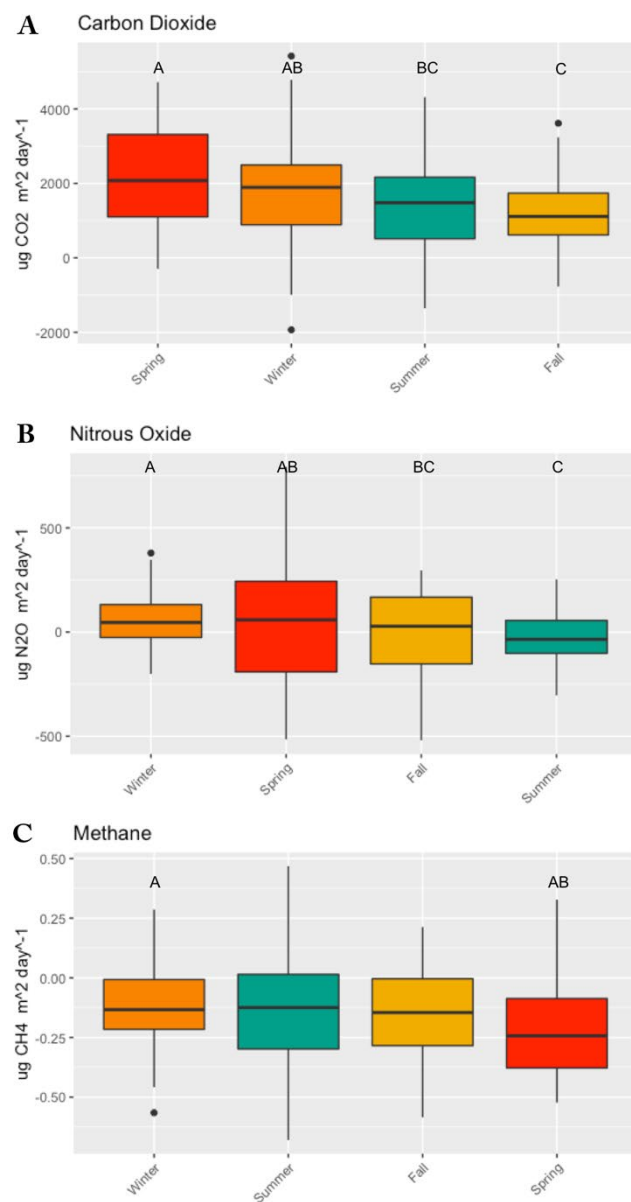 A Carbon Dioxide
A AB BC C
4000
2000
0
-2000
ug CO2 m^2 day^-1
Spring Winter Summer Fall
B Nitrous Oxide
A AB BC C
500
0
-500
ug N2O m^2 day^-1
Winter Spring Fall Summer
C Methane
A AB
0.50
0.25
0.00
-0.25
-0.50
ug CH4 m^2 day^-1
Winter Summer Fall Spring